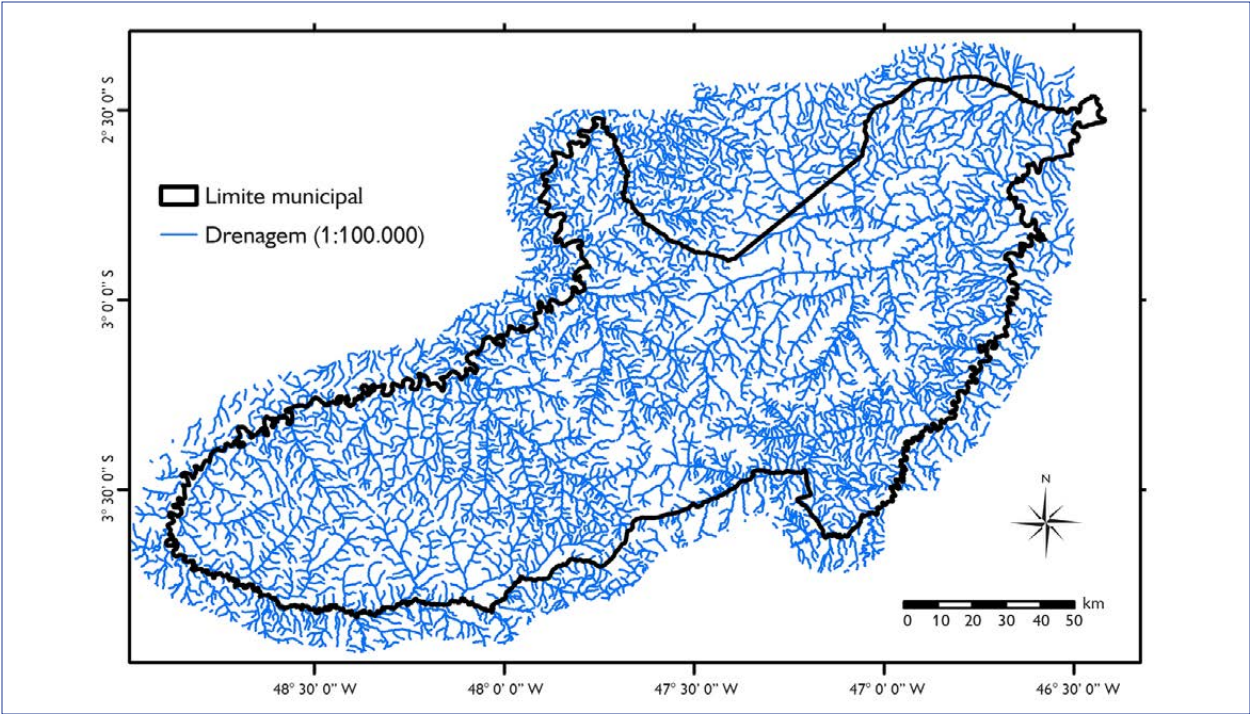 2° 30' 0" S
3° 0' 0" S
3° 30' 0" S
Limite municipal
Drenagem (1:100.000)
N
km
0 10 20 30 40 50
48° 30' 0" W
48° 0' 0" W
47° 30' 0" W
47° 0' 0" W
46° 30' 0" W